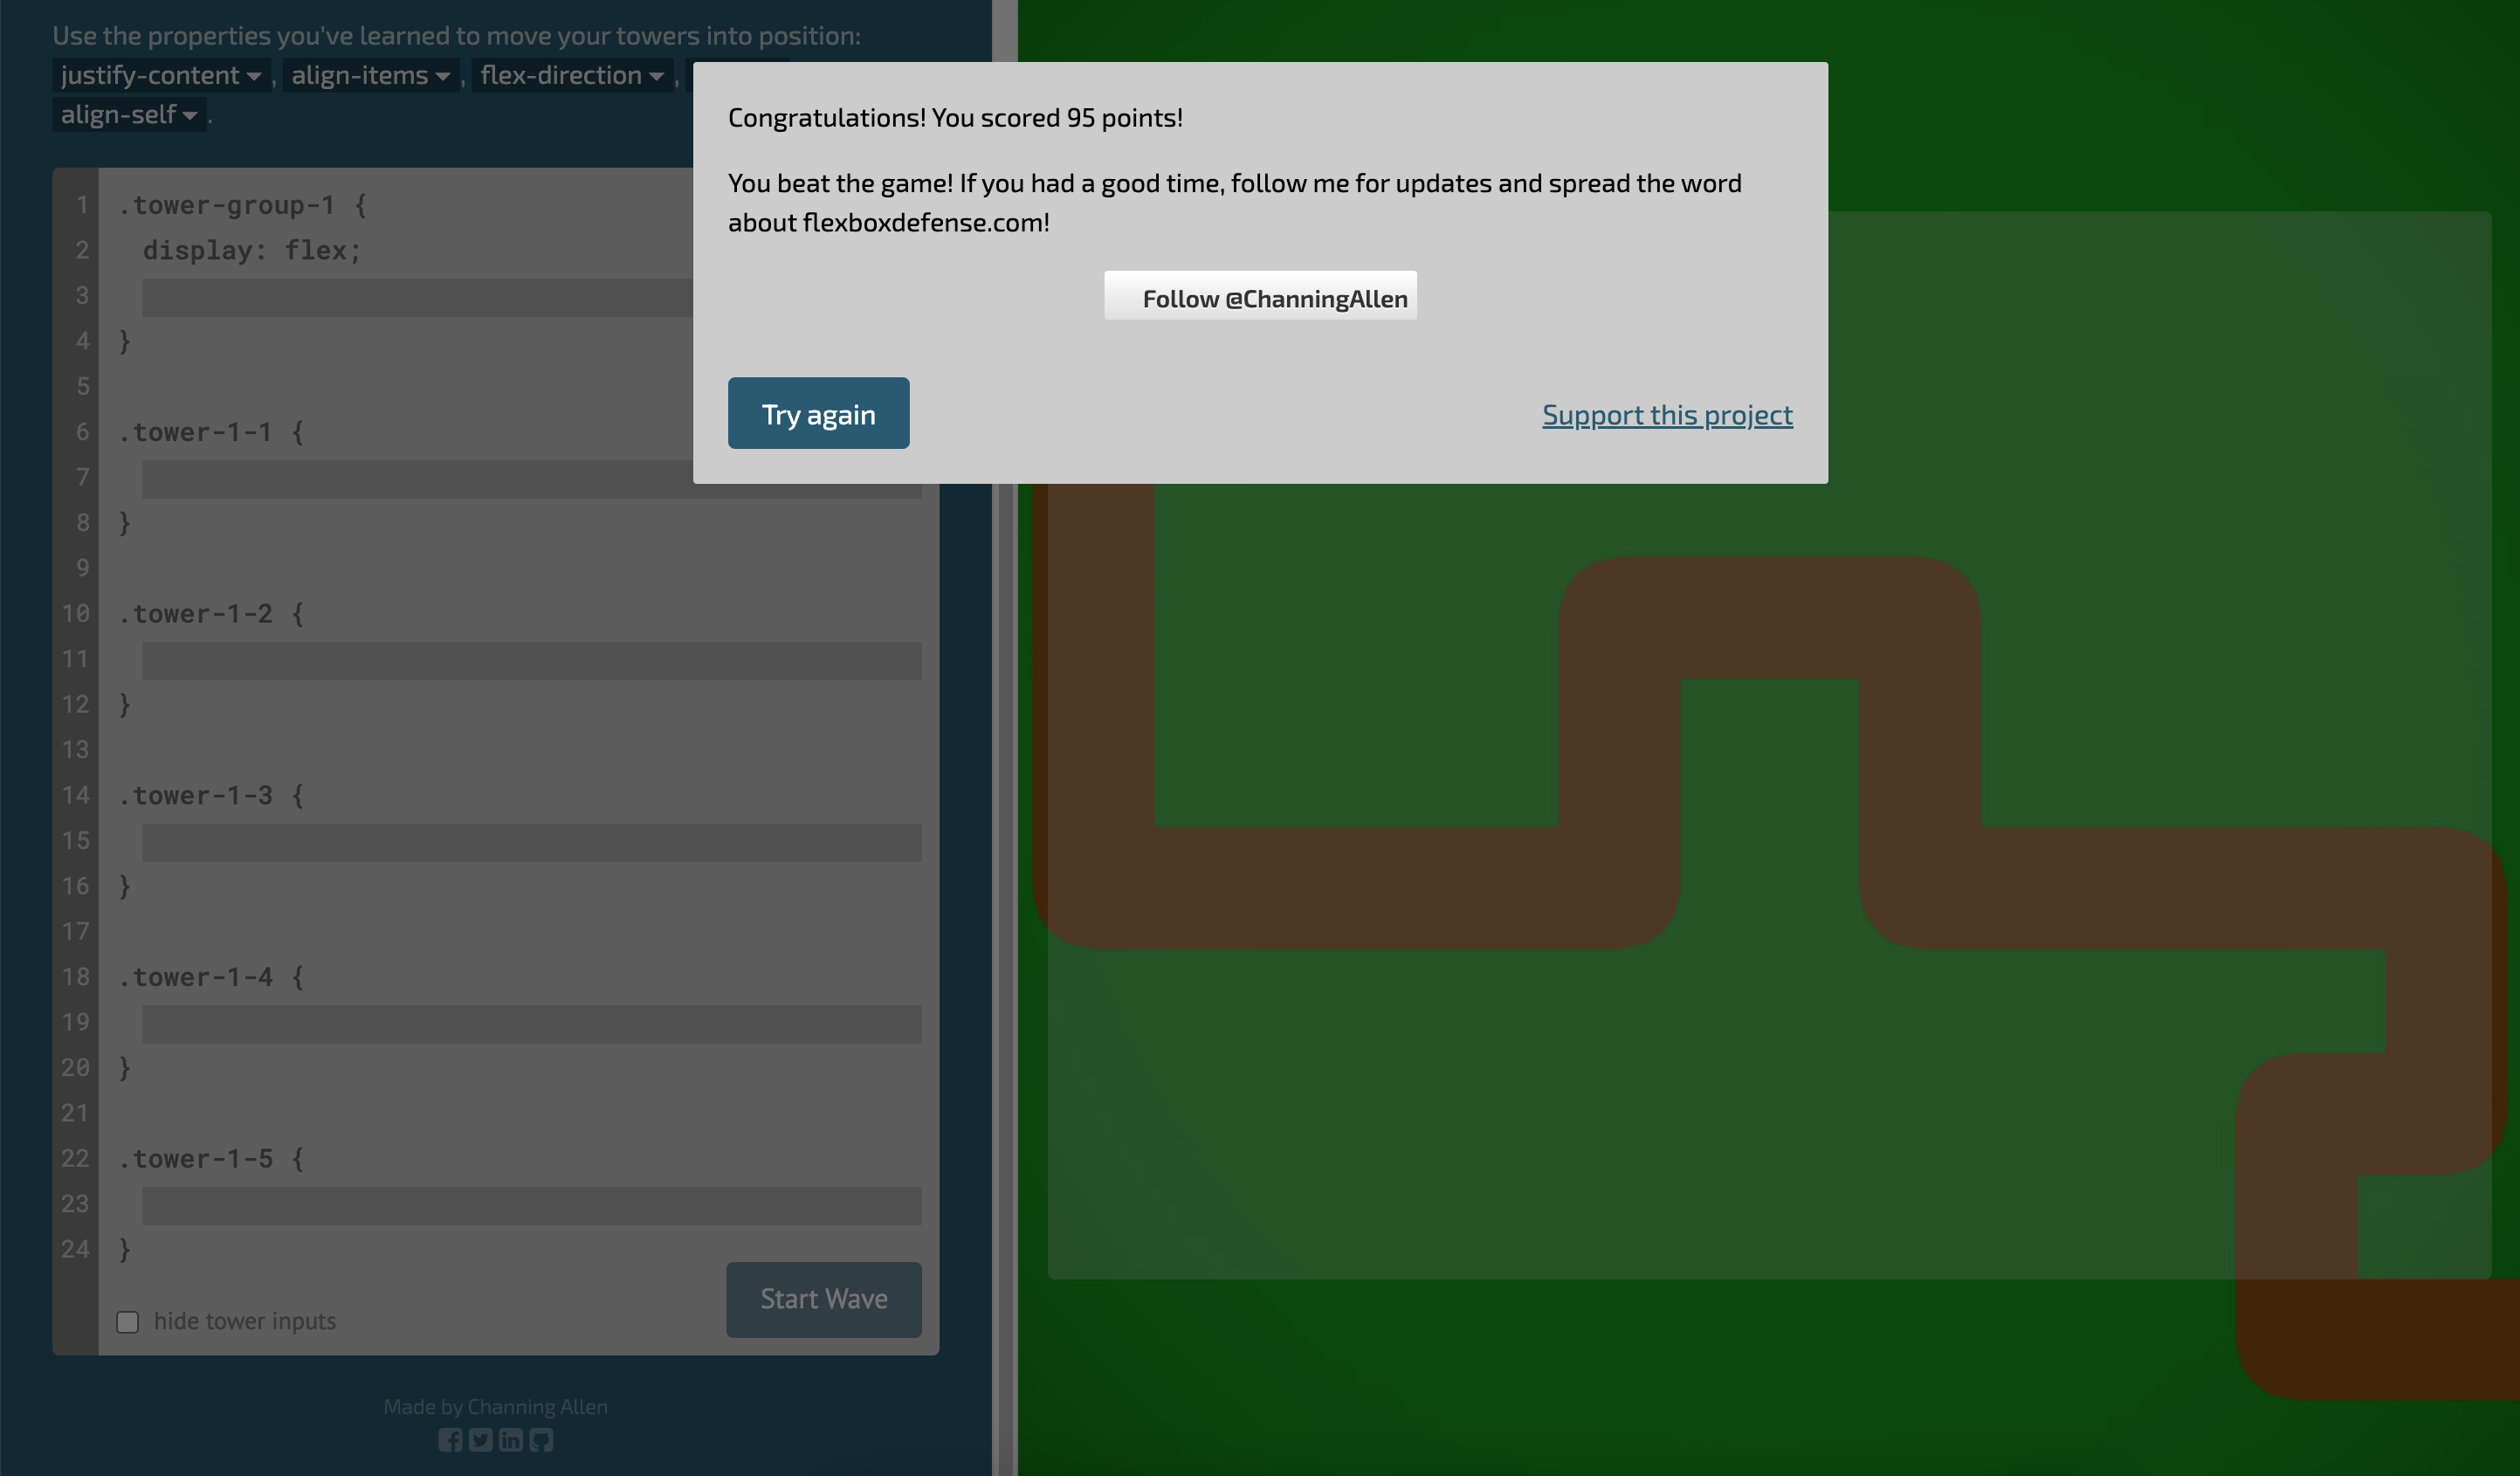 Use the properties you've learned to move your towers into position:
justify-content , align-items , flex-direction ,
align-self .
Congratulations! You scored 95 points!
You beat the game! If you had a good time, follow me for updates and spread the word
about flexboxdefense.com!
Follow @ChanningAllen
Try again
Support this project
1 .tower-group-1 {
2 display: flex;
3
4 }
5
6 .tower-1-1 {
7
8 }
9
10 .tower-1-2 {
11
12 }
13
14 .tower-1-3 {
15
16 }
17
18 .tower-1-4 {
19
20 }
21
22 .tower-1-5 {
23
24 }
Start Wave
hide tower inputs
Made by Channing Allen